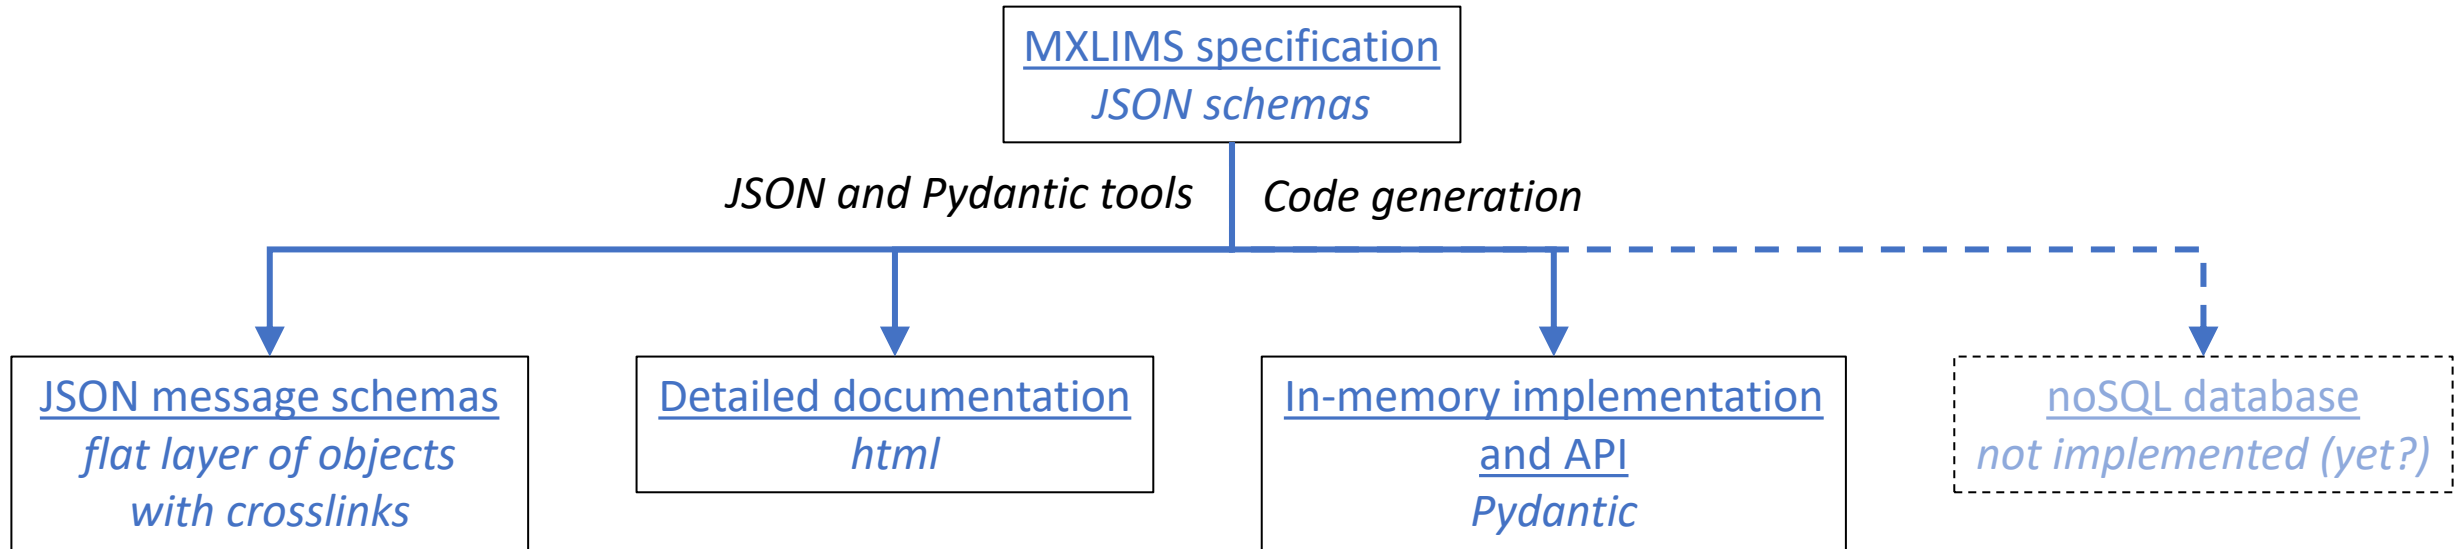 MXLIMS specification
JSON schemas
JSON and Pydantic tools
Code generation
JSON message schemas
flat layer of objects
with crosslinks
Detailed documentation
html
In-memory implementation
and API
Pydantic
noSQL database
not implemented (yet?)